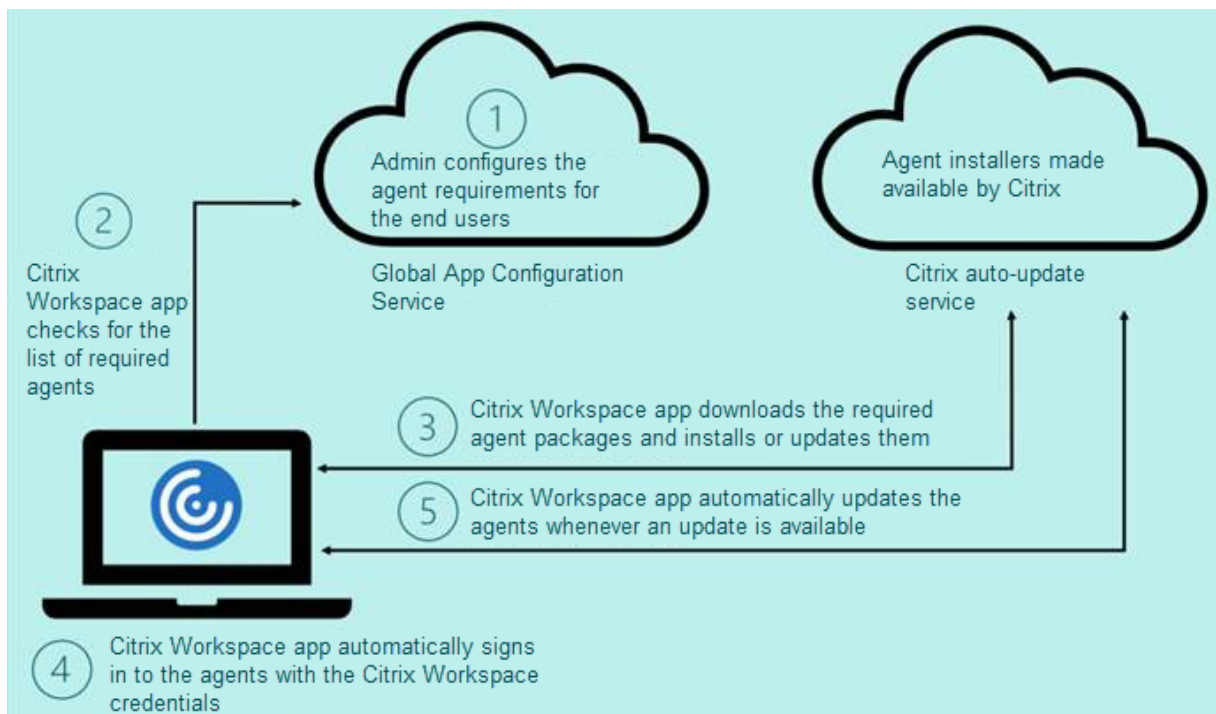 1
Admin configures the
agent requirements for
the end users
Agent installers made
available by Citrix
2
Citrix
Workspace app
checks for the
list of required
agents
Global App Configuration
Service
Citrix auto-update
service
3
Citrix Workspace app downloads the required
agent packages and installs or updates them
5
Citrix Workspace app automatically updates the
agents whenever an update is available
4
Citrix Workspace app automatically signs
in to the agents with the Citrix Workspace
credentials